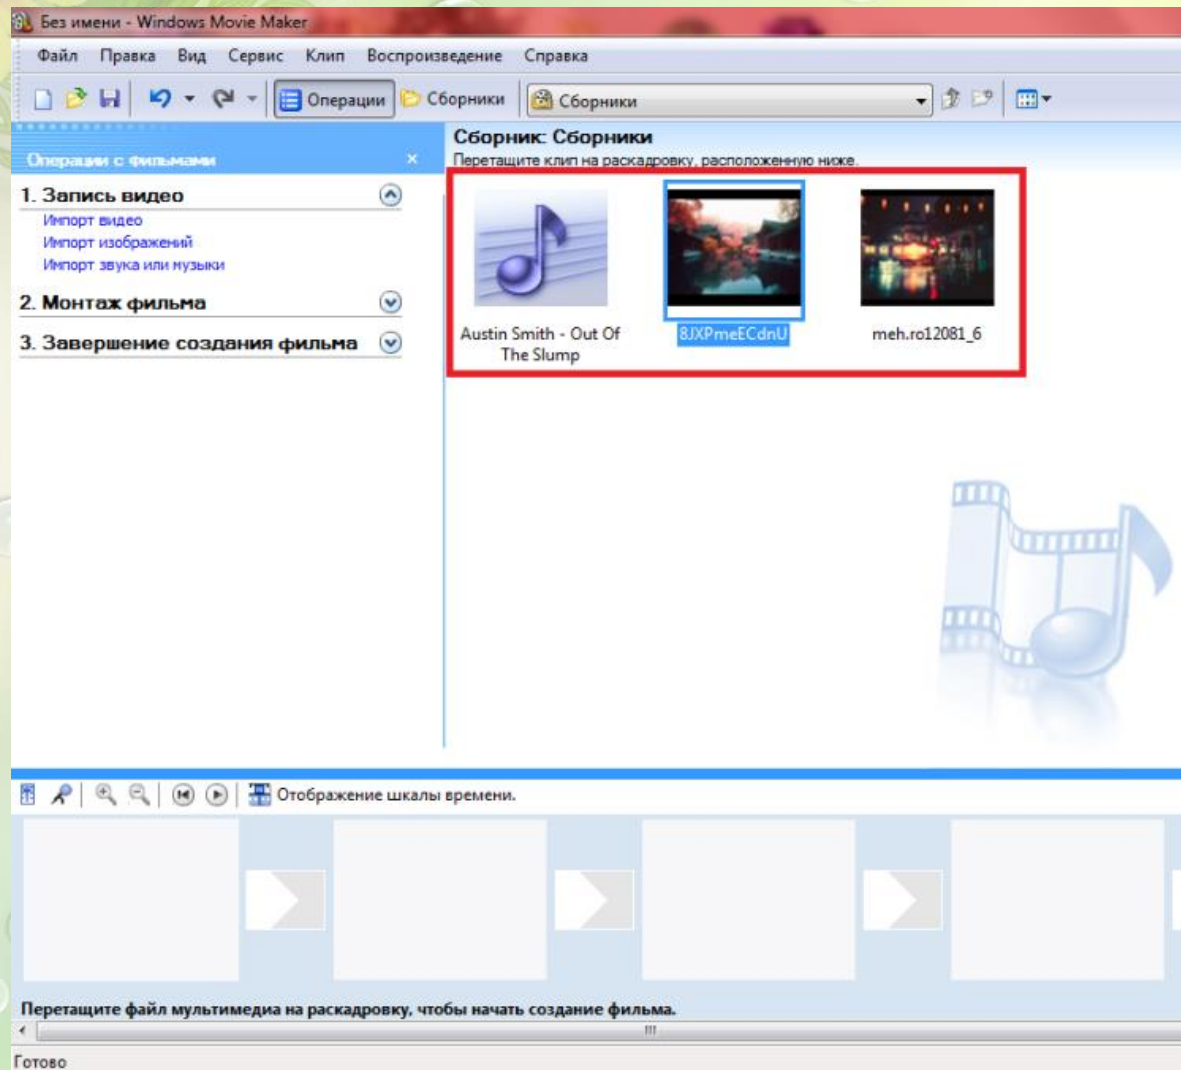 Без имени - Windows Movie Maker
Файл Правка Вид Сервис Клип Воспроизведение Справка
Операции Сборники Сборники
Операции с фильмами
Сборник: Сборники
Перетащите клип на раскадровку, расположенную ниже.
1. Запись видео
Импорт видео
Импорт изображений
Импорт звука или музыки
2. Монтаж фильма
3. Завершение создания фильма
Austin Smith - Out Of
The Slump
8JXPmeECdnU
meh.ro12081_6
Отображение шкалы времени.
Перетащите файл мультимедиа на раскадровку, чтобы начать создание фильма.
Готово